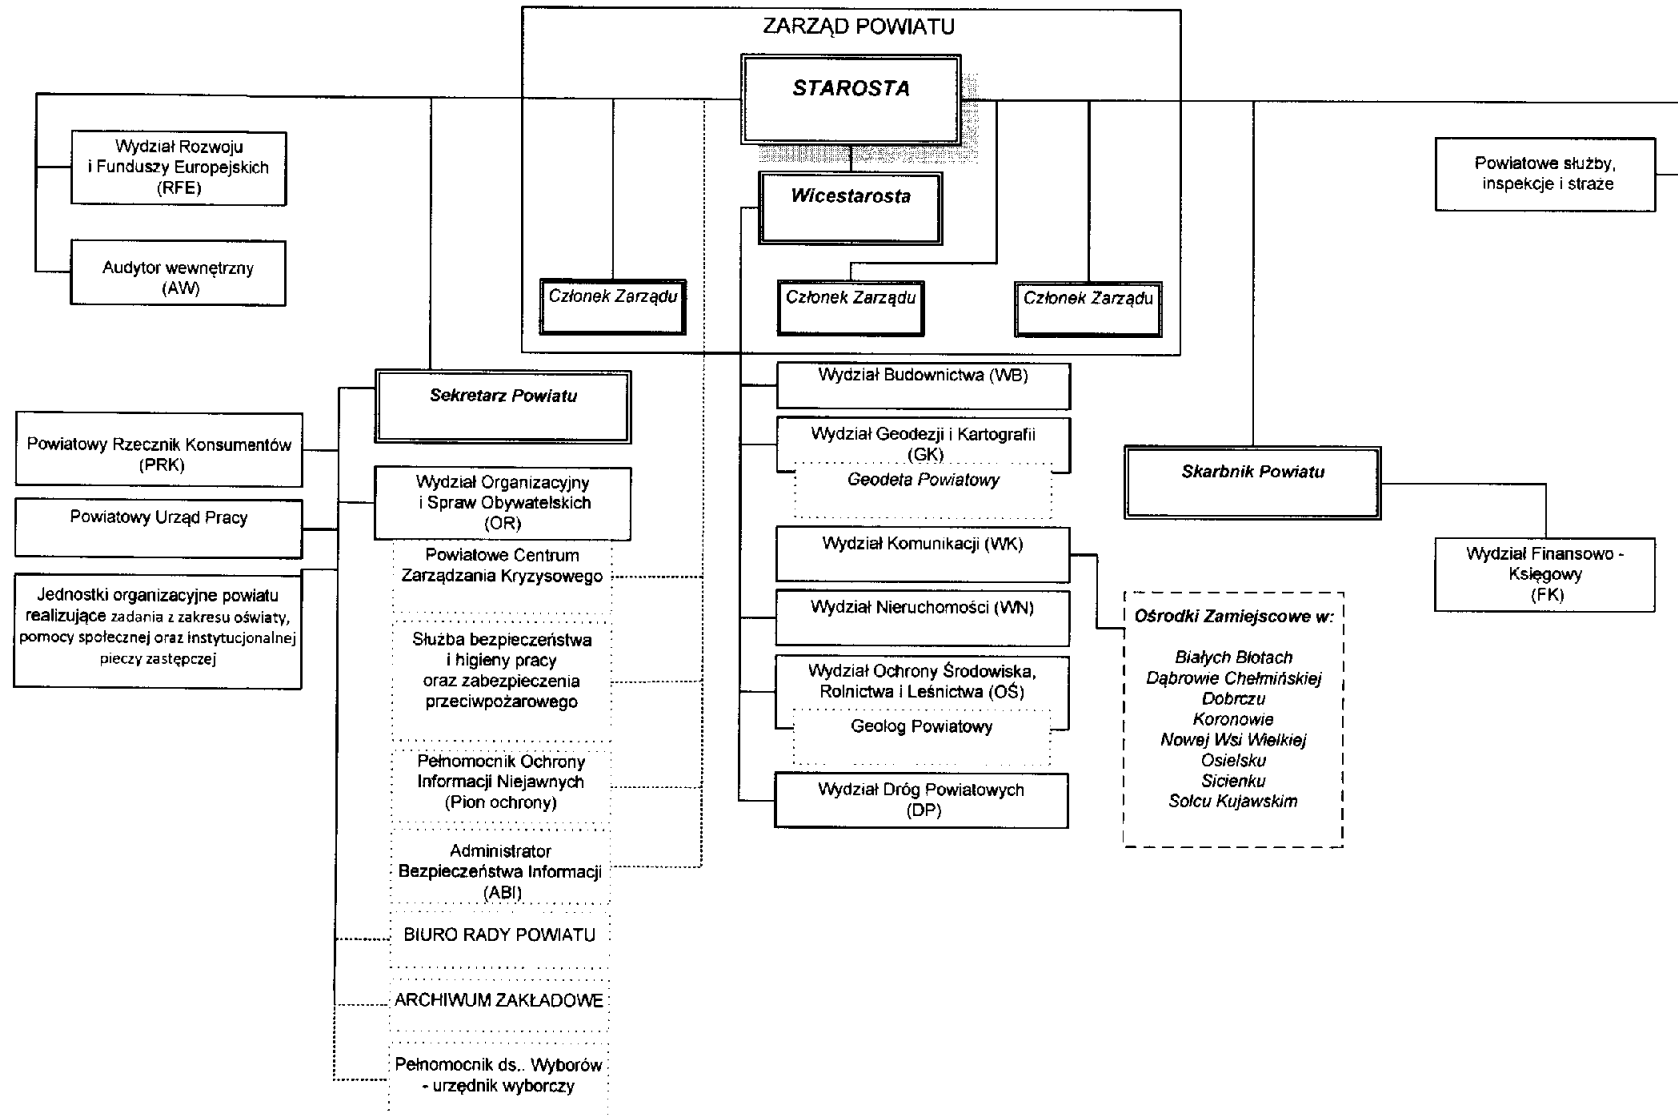 ZARZĄD POWIATU
STAROSTA
Wicestarosta
Członek Zarządu
Członek Zarządu
Członek Zarządu
Wydział Rozwoju
i Funduszy Europejskich
(RFE)
Audytor wewnętrzny
(AW)
Powiatowe służby,
inspekcje i straże
Sekretarz Powiatu
Powiatowy Rzecznik Konsumentów
(PRK)
Powiatowy Urząd Pracy
Jednostki organizacyjne powiatu
realizujące zadania z zakresu oświaty,
pomocy społecznej oraz instytucjonalnej
pieczy zastępczej
Wydział Organizacyjny
i Spraw Obywatelskich
(OR)
Powiatowe Centrum
Zarządzania Kryzysowego
Służba bezpieczeństwa
i higieny pracy
oraz zabezpieczenia
przeciwpożarowego
Pełnomocnik Ochrony
Informacji Niejawnych
(Pion ochrony)
Administrator
Bezpieczeństwa Informacji
(ABI)
BIURO RADY POWIATU
ARCHIWUM ZAKŁADOWE
Pełnomocnik ds.. Wyborów
- urzędnik wyborczy
Wydział Budownictwa (WB)
Wydział Geodezji i Kartografii
(GK)
Geodeta Powiatowy
Wydział Komunikacji (WK)
Wydział Nieruchomości (WN)
Wydział Ochrony Środowiska,
Rolnictwa i Leśnictwa (OŚ)
Geolog Powiatowy
Wydział Dróg Powiatowych
(DP)
Skarbnik Powiatu
Wydział Finansowo -
Księgowy
(FK)
Ośrodki Zamiejscowe w:
Białych Błotach
Dąbrowie Chełmińskiej
Dobrczu
Koronowie
Nowej Wsi Wielkiej
Osielsku
Sicienku
Solcu Kujawskim